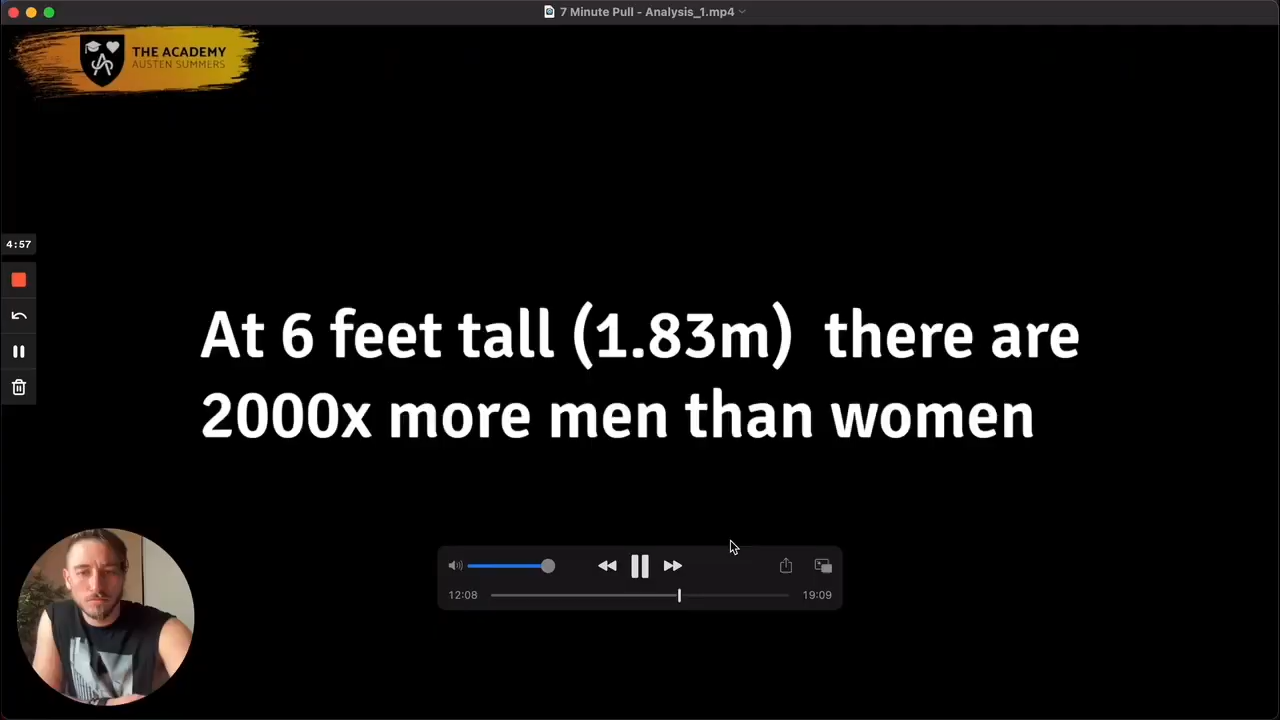 7 Minute Pull - Analysis_1.mp4
THE ACADEMY
AUSTEN SUMMERS
4:57
At 6 feet tall (1.83m) there are
2000x more men than women
12:08
19:09